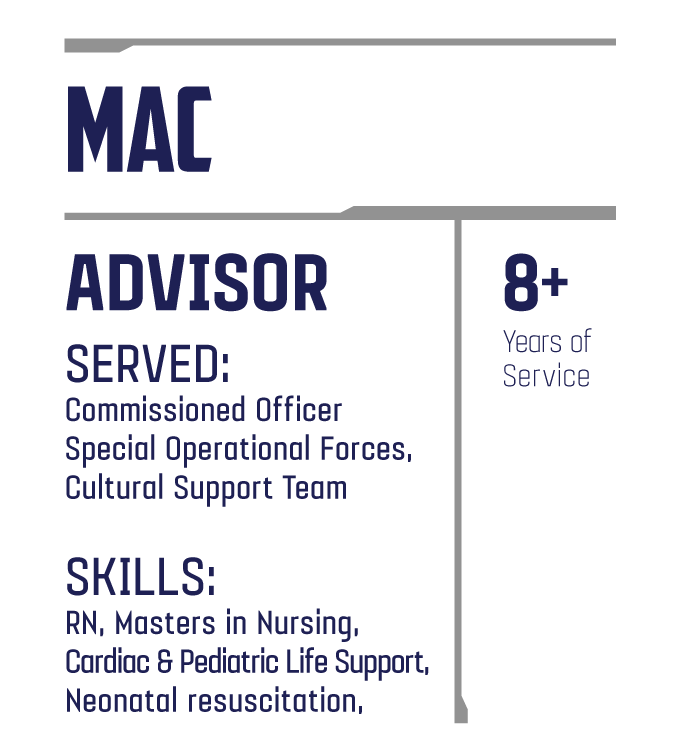 MAC
ADVISOR
SERVED:
Commissioned Officer
Special Operational Forces,
Cultural Support Team
SKILLS:
RN, Masters in Nursing,
Cardiac & Pediatric Life Support,
Neonatal resuscitation,
8+
Years of
Service